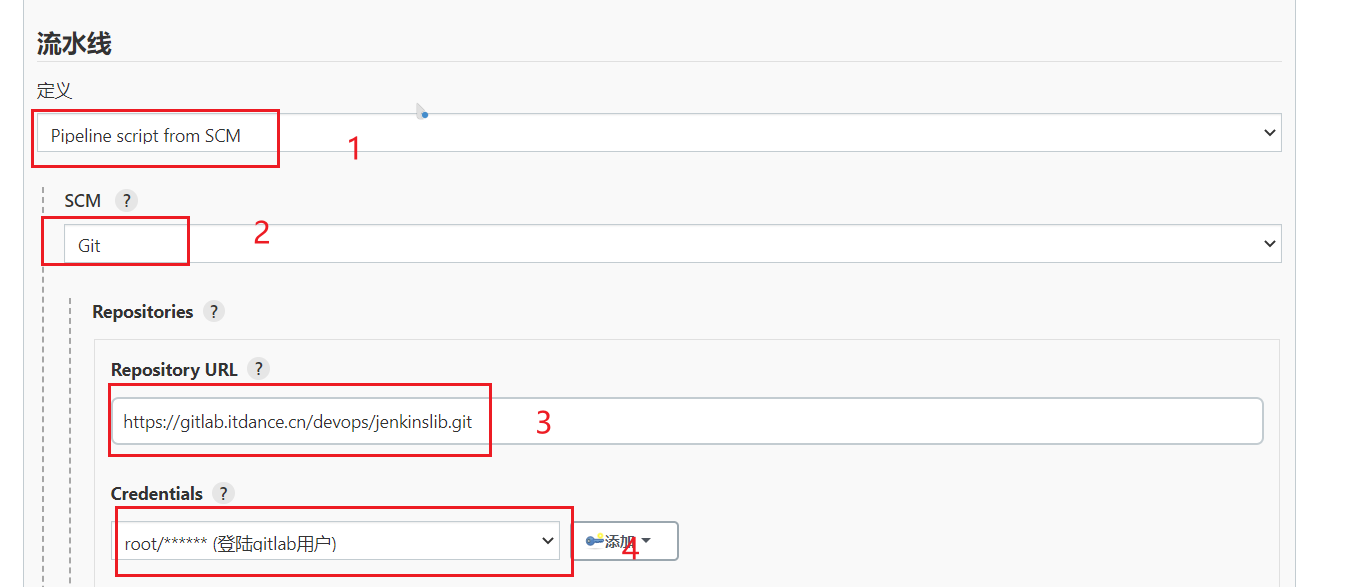 流水线
定义
Pipeline script from SCM
1
SCM ?
Git
2
Repositories ?
Repository URL ?
https://gitlab.itdance.cn/devops/jenkinslib.git
3
Credentials ?
root/****** (登陆gitlab用户)
添加
4